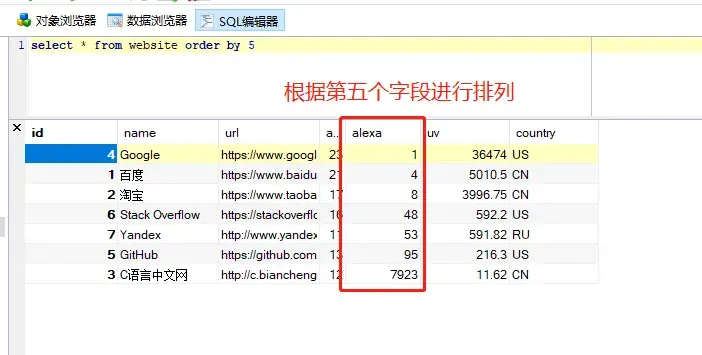 对象浏览器 数据浏览器 SQL编辑器
1 select * from website order by 5
根据第五个字段进行排列
id name url a... alexa uv country
4 Google https://www.googl 23 1 36474 US
1 百度 https://www.baidu 21 4 5010.5 CN
2 淘宝 https://www.taoba 17 8 3996.75 CN
6 Stack Overflow https://stackoverflc 16 48 592.2 US
7 Yandex http://www.yandex 11 53 591.82 RU
5 GitHub https://github.com 13 95 216.3 US
3 C语言中文网 http://c.biancheng 12 7923 11.62 CN